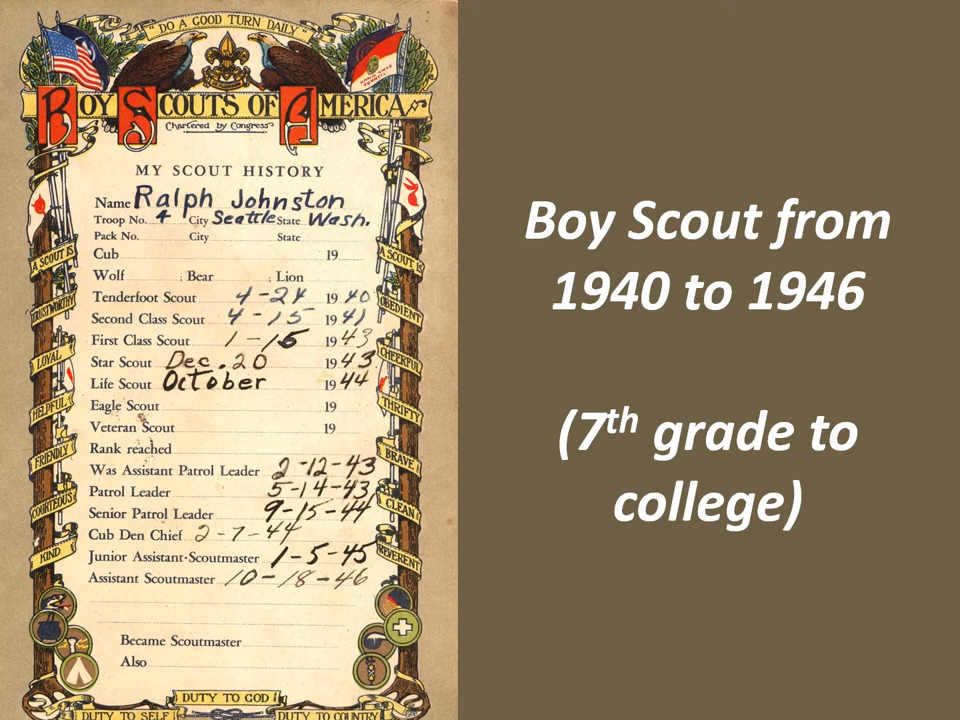 "DO A GOOD TURN DAILY"
BOY SCOUTS OF AMERICA
Chartered by Congress
MY SCOUT HISTORY
Name Ralph Johnston
Troop No. 4 City Seattle State Wash.
Pack No. City State
Cub 19
Wolf ; Bear ; Lion
Tenderfoot Scout 4-24 1940
Second Class Scout 4-15 1941
First Class Scout 1-15 1943
Star Scout Dec. 20 1943
Life Scout October 1944
Eagle Scout 19
Veteran Scout 19
Rank reached
Was Assistant Patrol Leader 2-12-43
Patrol Leader 5-14-43
Senior Patrol Leader 9-15-44
Cub Den Chief 2-7-44
Junior Assistant-Scoutmaster 1-5-45
Assistant Scoutmaster 10-18-46
Became Scoutmaster
Also
A SCOUT IS
TRUSTWORTHY
LOYAL
HELPFUL
FRIENDLY
COURTEOUS
KIND
A SCOUT IS
OBEDIENT
CHEERFUL
THRIFTY
BRAVE
CLEAN
REVERENT
DUTY TO GOD
DUTY TO SELF
DUTY TO COUNTRY
Boy Scout from
1940 to 1946
(7th grade to
college)